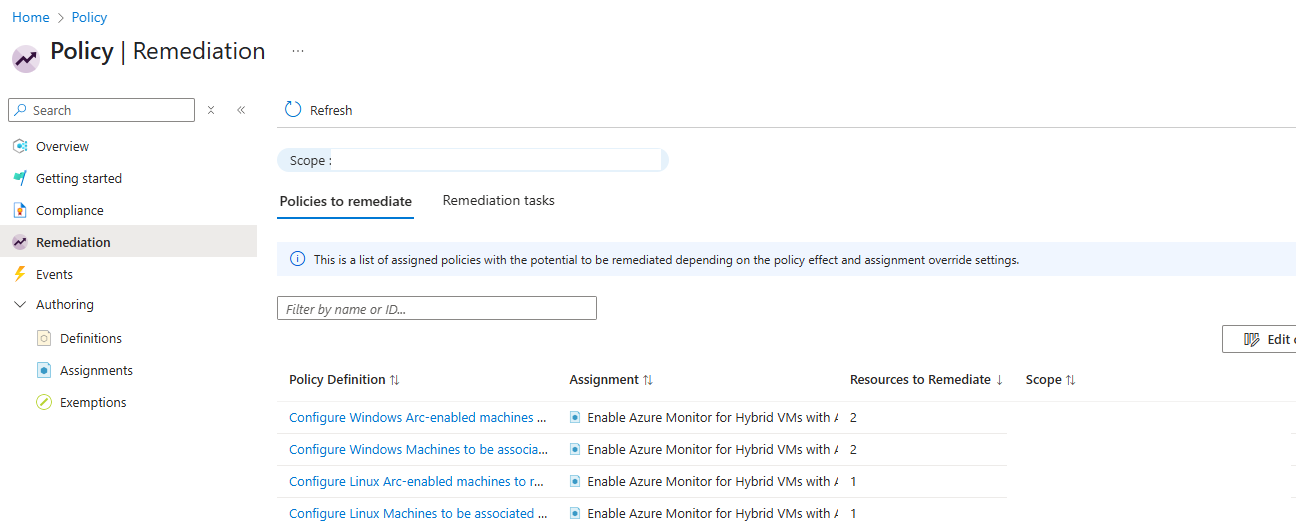 Home > Policy
Policy | Remediation ...
Search
Refresh
Overview
Scope :
Getting started
Policies to remediate Remediation tasks
Compliance
Remediation
This is a list of assigned policies with the potential to be remediated depending on the policy effect and assignment override settings.
Events
Authoring
Filter by name or ID...
Definitions
Edit
Assignments
Policy Definition Assignment Resources to Remediate Scope
Exemptions
Configure Windows Arc-enabled machines ... Enable Azure Monitor for Hybrid VMs with A 2
Configure Windows Machines to be associa... Enable Azure Monitor for Hybrid VMs with A 2
Configure Linux Arc-enabled machines to r... Enable Azure Monitor for Hybrid VMs with A 1
Configure Linux Machines to be associated ... Enable Azure Monitor for Hybrid VMs with A 1